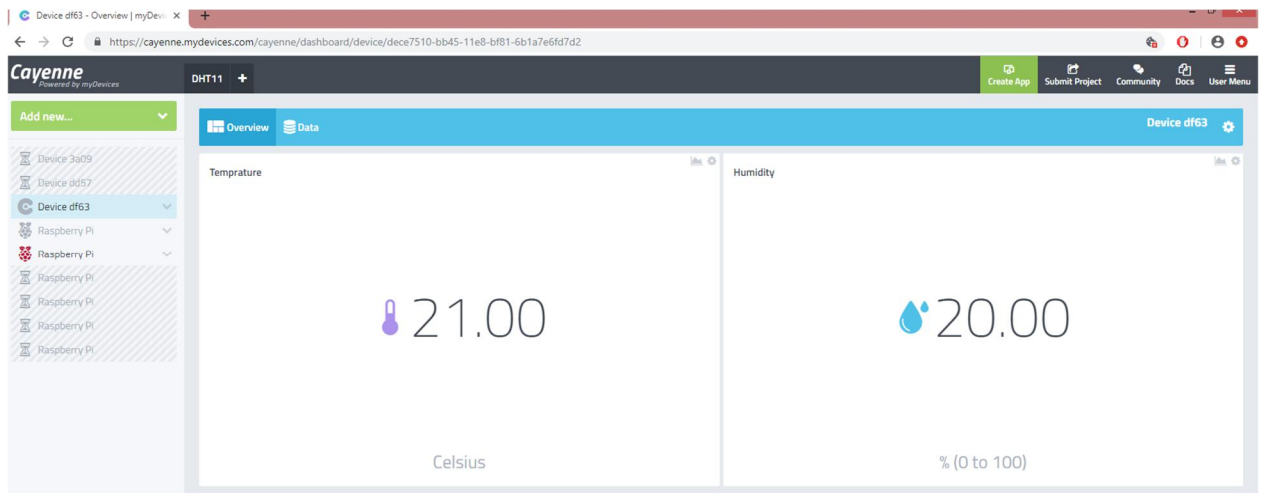 Device df63 - Overview | myDevi
https://cayenne.mydevices.com/cayenne/dashboard/device/dece7510-bb45-11e8-bf81-6b1a7e6fd7d2
Cayenne
Powered by myDevices
DHT11 +
Create App
Submit Project
Community
Docs
User Menu
Add new...
Overview
Data
Device df63
Device 3a09
Device dd57
Device df63
Raspberry Pi
Raspberry Pi
Raspberry Pi
Raspberry Pi
Raspberry Pi
Raspberry Pi
Temprature
21.00
Celsius
Humidity
20.00
% (0 to 100)